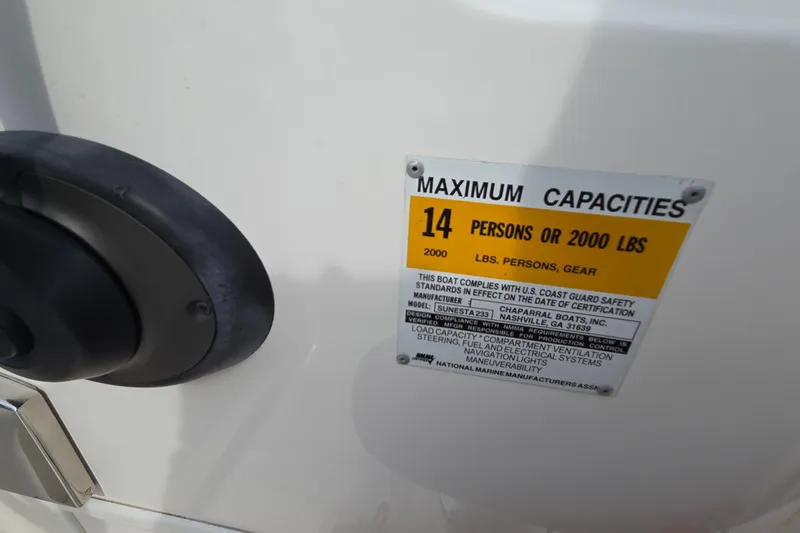 MAXIMUM CAPACITIES
14 PERSONS OR 2000 LBS
2000 LBS. PERSONS, GEAR
THIS BOAT COMPLIES WITH U.S. COAST GUARD SAFETY
STANDARDS IN EFFECT ON THE DATE OF CERTIFICATION
MANUFACTURER CHAPARRAL BOATS, INC.
MODEL: SUNESTA 233 NASHVILLE, GA 31639
DESIGN COMPLIANCE WITH NMMA REQUIREMENTS BELOW IS
VERIFIED. MFGR RESPONSIBLE FOR PRODUCTION CONTROL
LOAD CAPACITY * COMPARTMENT VENTILATION
STEERING, FUEL AND ELECTRICAL SYSTEMS
NAVIGATION LIGHTS
MANEUVERABILITY
NMMA NATIONAL MARINE MANUFACTURERS ASSN